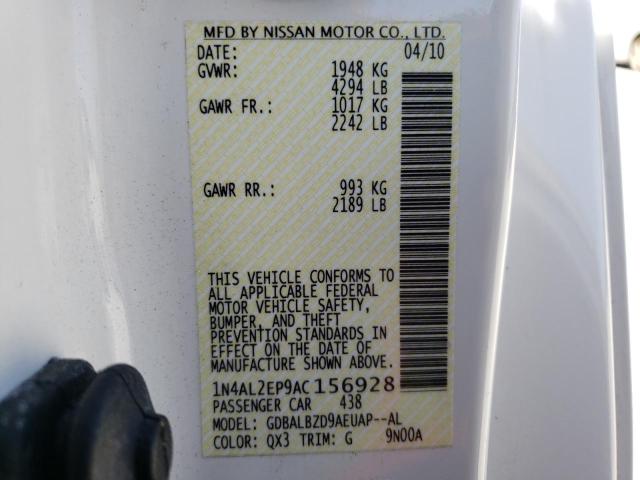 MFD BY NISSAN MOTOR CO., LTD.
DATE: 04/10
GVWR: 1948 KG
4294 LB
GAWR FR.: 1017 KG
2242 LB
GAWR RR.: 993 KG
2189 LB
THIS VEHICLE CONFORMS TO
ALL APPLICABLE FEDERAL
MOTOR VEHICLE SAFETY,
BUMPER, AND THEFT
PREVENTION STANDARDS IN
EFFECT ON THE DATE OF
MANUFACTURE SHOWN ABOVE.
1N4AL2EP9AC156928
PASSENGER CAR 438
MODEL: GDBALBZD9AEUAP--AL
COLOR: QX3 TRIM: G 9N00A